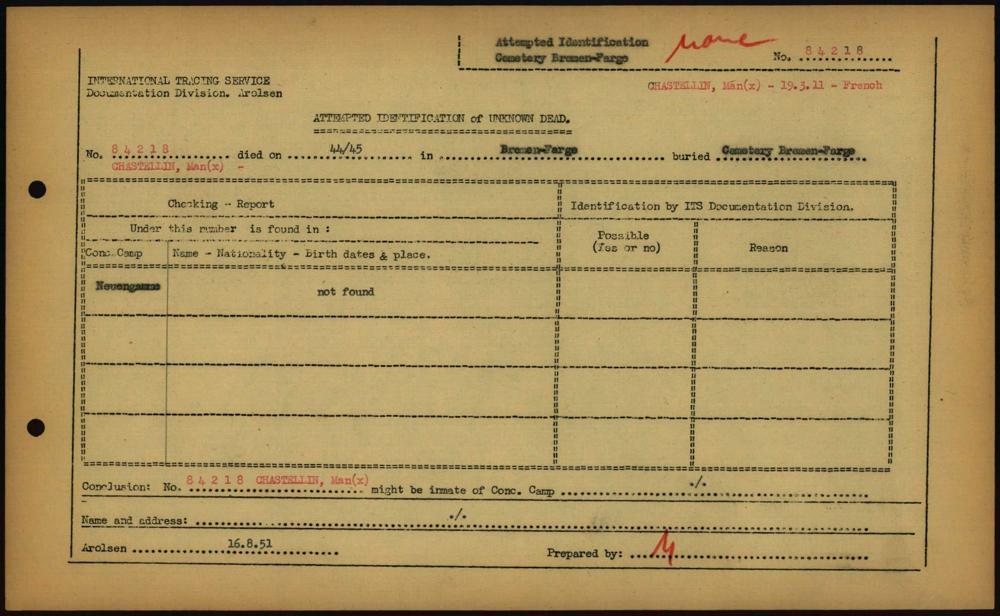 Attempted Identification
Cemetery Bremen-Farge
none
No. 84218
INTERNATIONAL TRACING SERVICE
Documentation Division. Arolsen
CHASTELLIN, Man(x) - 19.3.11 - French
ATTEMPTED IDENTIFICATION of UNKNOWN DEAD.
No. 84218 died on 44/45 in Bremen-Farge buried Cemetery Bremen-Farge
CHASTELLIN, Man(x) -
Checking - Report
Identification by ITS Documentation Division.
Under this number is found in :
Possible
(Yes or no)
Reason
Conc.Camp
Name - Nationality - Birth dates & place.
Neuengamme
not found
Conclusion: No. 84218 CHASTELLIN, Man(x) might be inmate of Conc. Camp ./.
Name and address: ./.
Arolsen 16.8.51
Prepared by: